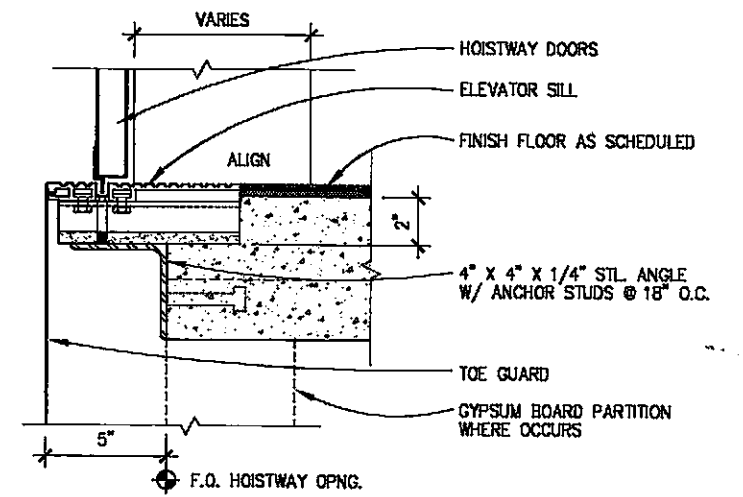 VARIES
HOISTWAY DOORS
ELEVATOR SILL
FINISH FLOOR AS SCHEDULED
ALIGN
2"
4" X 4" X 1/4" STL. ANGLE
W/ ANCHOR STUDS @ 18" O.C.
TOE GUARD
GYPSUM BOARD PARTITION
WHERE OCCURS
5"
F.O. HOISTWAY OPNG.